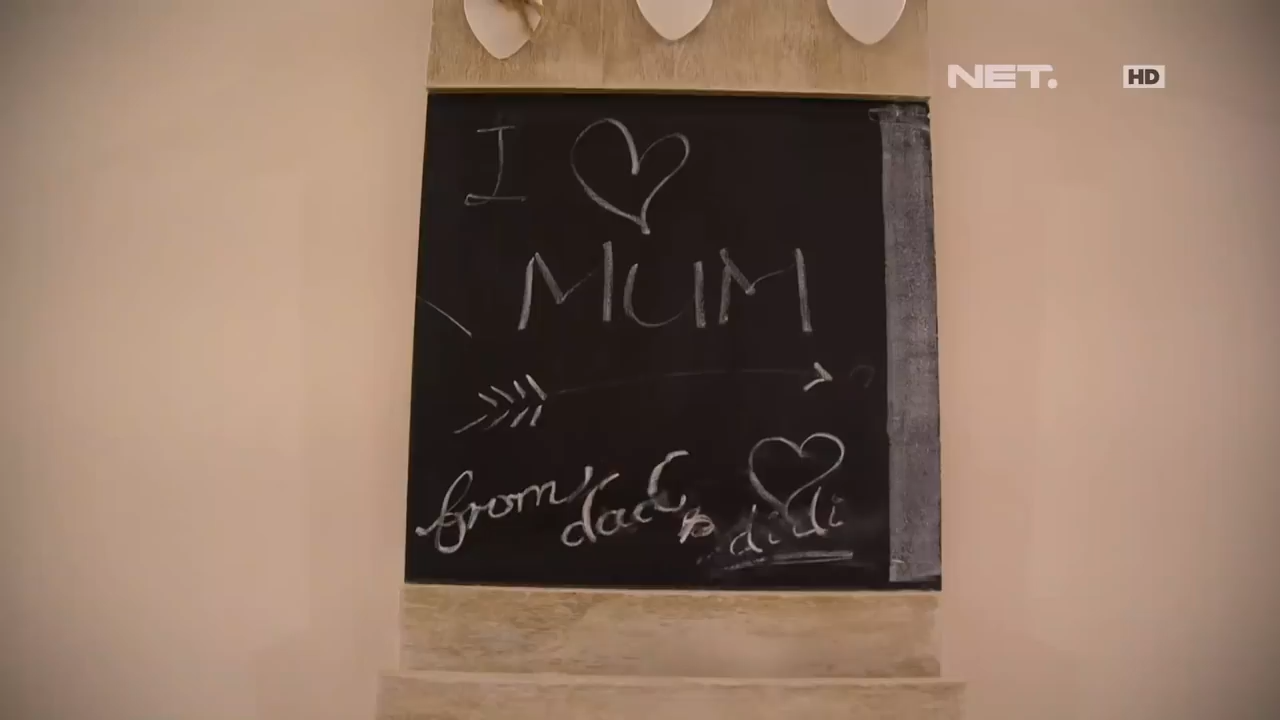 NET. HD
I ♡
MUM
from dad & didi